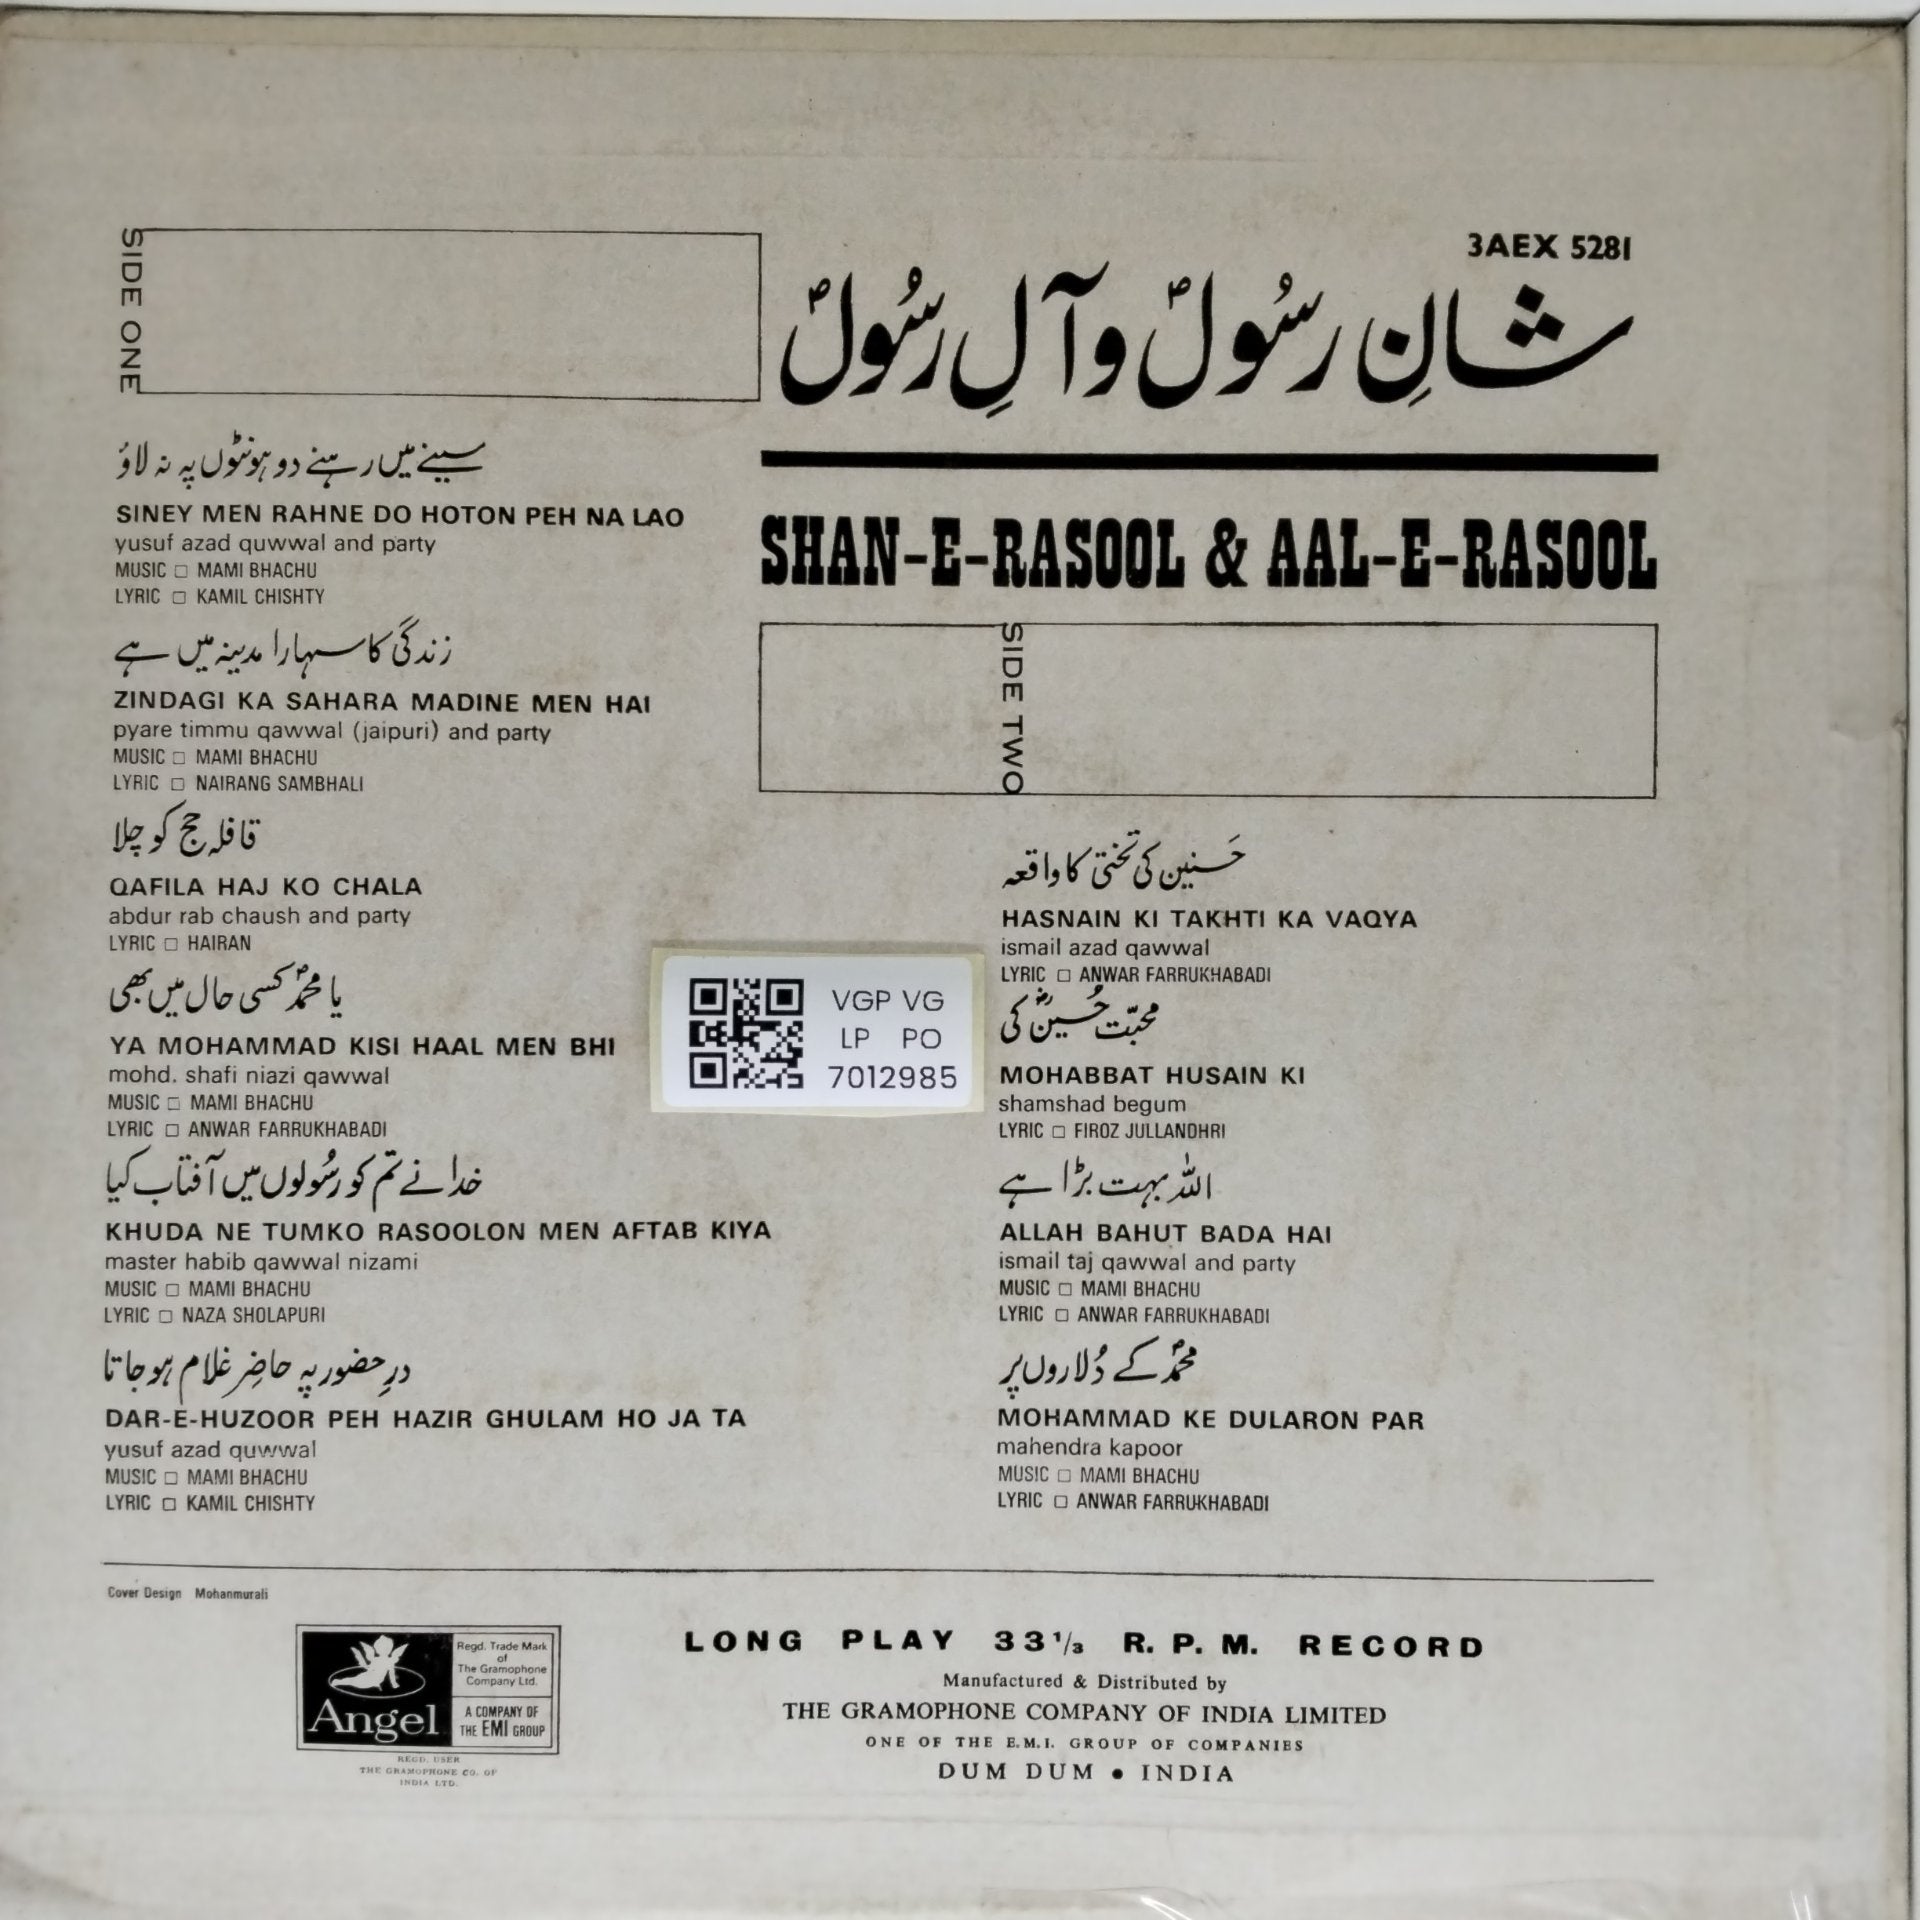 3AEX 5281
شانِ رسُولؐ و آلِ رسُولؐ
SHAN-E-RASOOL & AAL-E-RASOOL
SIDE ONE
سینے میں رہنے دو ہونٹوں پہ نہ لاؤ
SINEY MEN RAHNE DO HOTON PEH NA LAO
yusuf azad quwwal and party
MUSIC □ MAMI BHACHU
LYRIC □ KAMIL CHISHTY
زندگی کا سہارا مدینہ میں ہے
ZINDAGI KA SAHARA MADINE MEN HAI
pyare timmu qawwal (jaipuri) and party
MUSIC □ MAMI BHACHU
LYRIC □ NAIRANG SAMBHALI
قافلہ حج کو چلا
QAFILA HAJ KO CHALA
abdur rab chaush and party
LYRIC □ HAIRAN
یا محمدؐ کسی حال میں بھی
YA MOHAMMAD KISI HAAL MEN BHI
mohd. shafi niazi qawwal
MUSIC □ MAMI BHACHU
LYRIC □ ANWAR FARRUKHABADI
خدا نے تم کو رسُولوں میں آفتاب کیا
KHUDA NE TUMKO RASOOLON MEN AFTAB KIYA
master habib qawwal nizami
MUSIC □ MAMI BHACHU
LYRIC □ NAZA SHOLAPURI
درِ حضور پہ حاضِر غلام ہو جاتا
DAR-E-HUZOOR PEH HAZIR GHULAM HO JA TA
yusuf azad quwwal
MUSIC □ MAMI BHACHU
LYRIC □ KAMIL CHISHTY
SIDE TWO
حَسنین کی تختی کا واقعہ
HASNAIN KI TAKHTI KA VAQYA
ismail azad qawwal
LYRIC □ ANWAR FARRUKHABADI
محبّت حُسینؓ کی
MOHABBAT HUSAIN KI
shamshad begum
LYRIC □ FIROZ JULLANDHRI
اللہ بہت بڑا ہے
ALLAH BAHUT BADA HAI
ismail taj qawwal and party
MUSIC □ MAMI BHACHU
LYRIC □ ANWAR FARRUKHABADI
محمدؐ کے دُلاروں پر
MOHAMMAD KE DULARON PAR
mahendra kapoor
MUSIC □ MAMI BHACHU
LYRIC □ ANWAR FARRUKHABADI
VGP VG
LP PO
7012985
Cover Design Mohanmurali
Angel
Regd. Trade Mark
of
The Gramophone
Company Ltd.
A COMPANY OF
THE EMI GROUP
REGD. USER
THE GRAMOPHONE CO. OF
INDIA LTD.
LONG PLAY 33⅓ R. P. M. RECORD
Manufactured & Distributed by
THE GRAMOPHONE COMPANY OF INDIA LIMITED
ONE OF THE E.M.I. GROUP OF COMPANIES
DUM DUM • INDIA